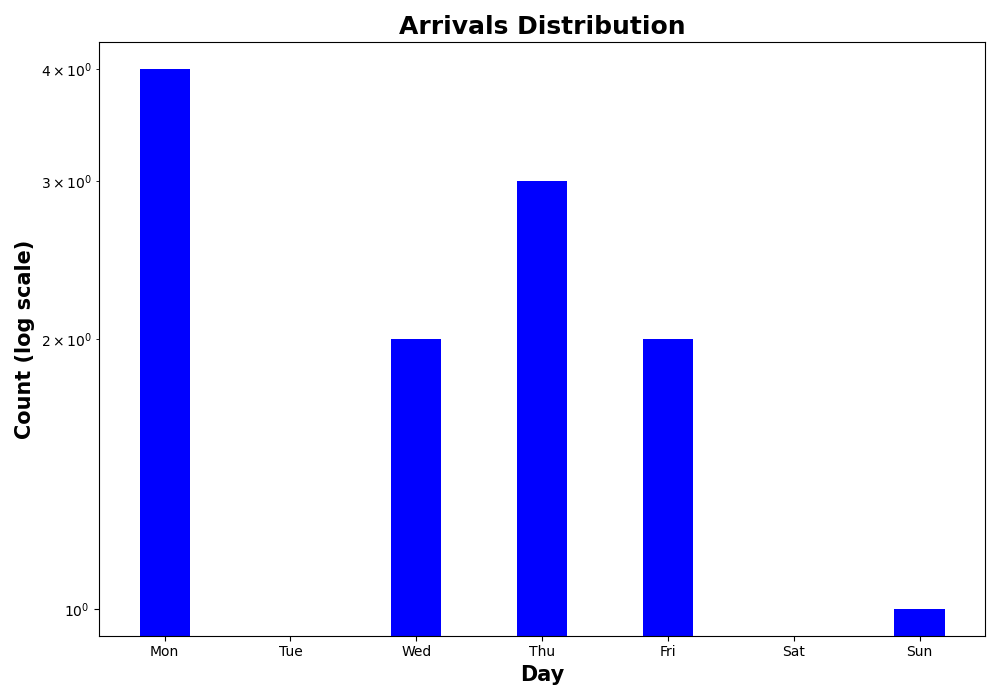 Arrivals Distribution
Count (log scale)
4 × 10⁰
3 × 10⁰
2 × 10⁰
10⁰
Mon Tue Wed Thu Fri Sat Sun
Day